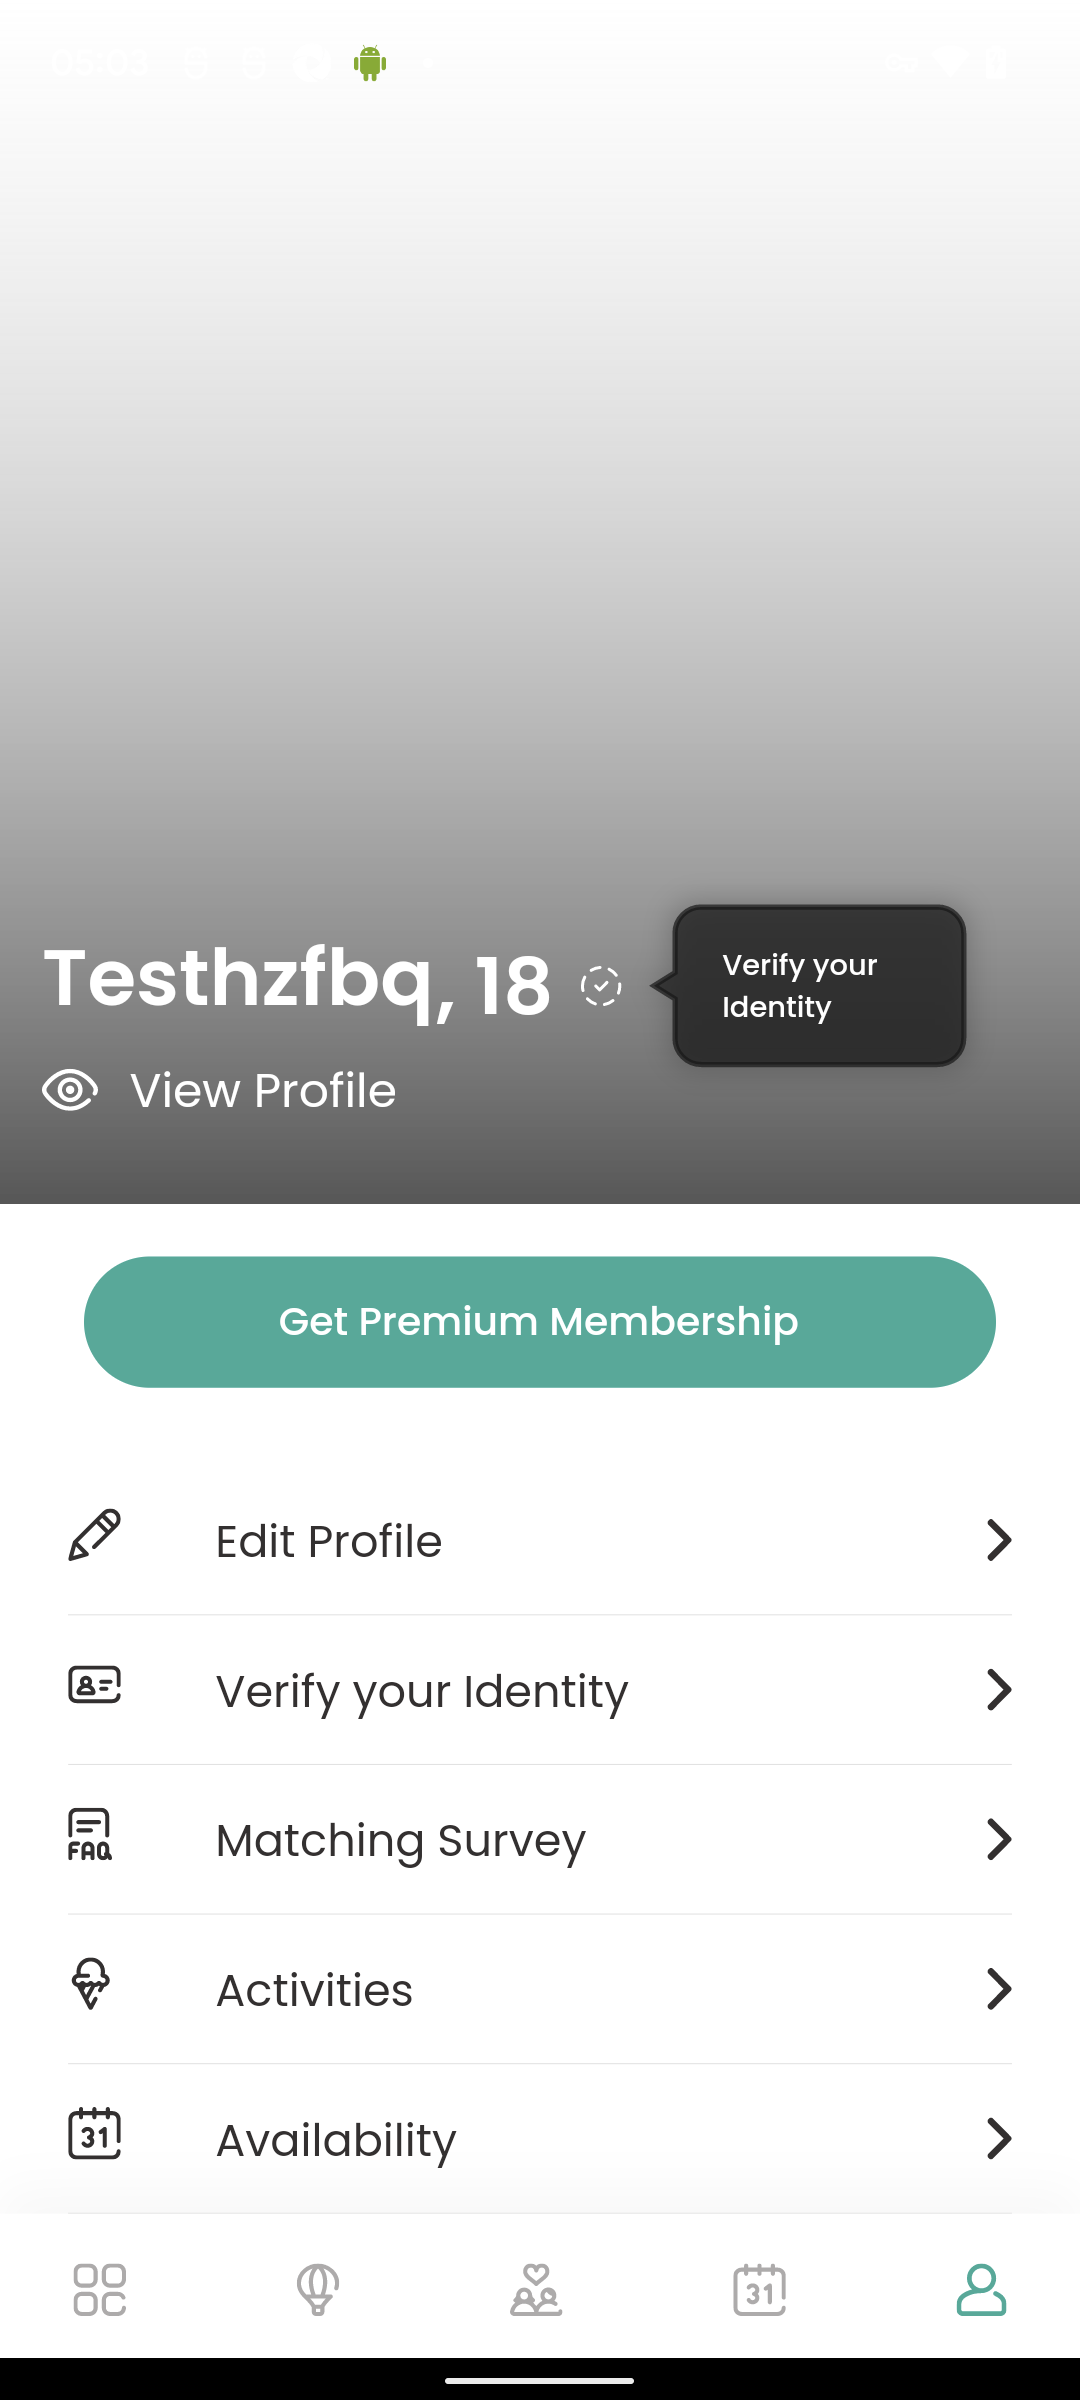 05:03
Testhzfbq, 18
Verify your
Identity
View Profile
Get Premium Membership
Edit Profile
Verify your Identity
FAQ
Matching Survey
Activities
31
Availability
31